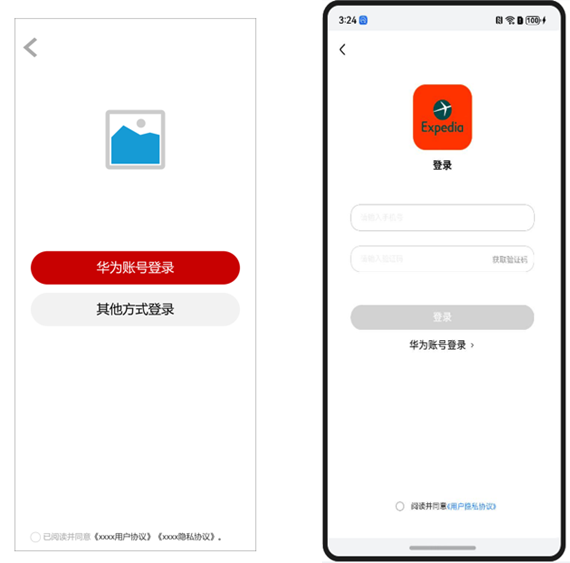 华为账号登录
其他方式登录
已阅读并同意《xxxx用户协议》《xxxx隐私协议》。
3:24
100
Expedia
登录
请输入手机号
请输入验证码
获取验证码
登录
华为账号登录 ›
阅读并同意《用户隐私协议》